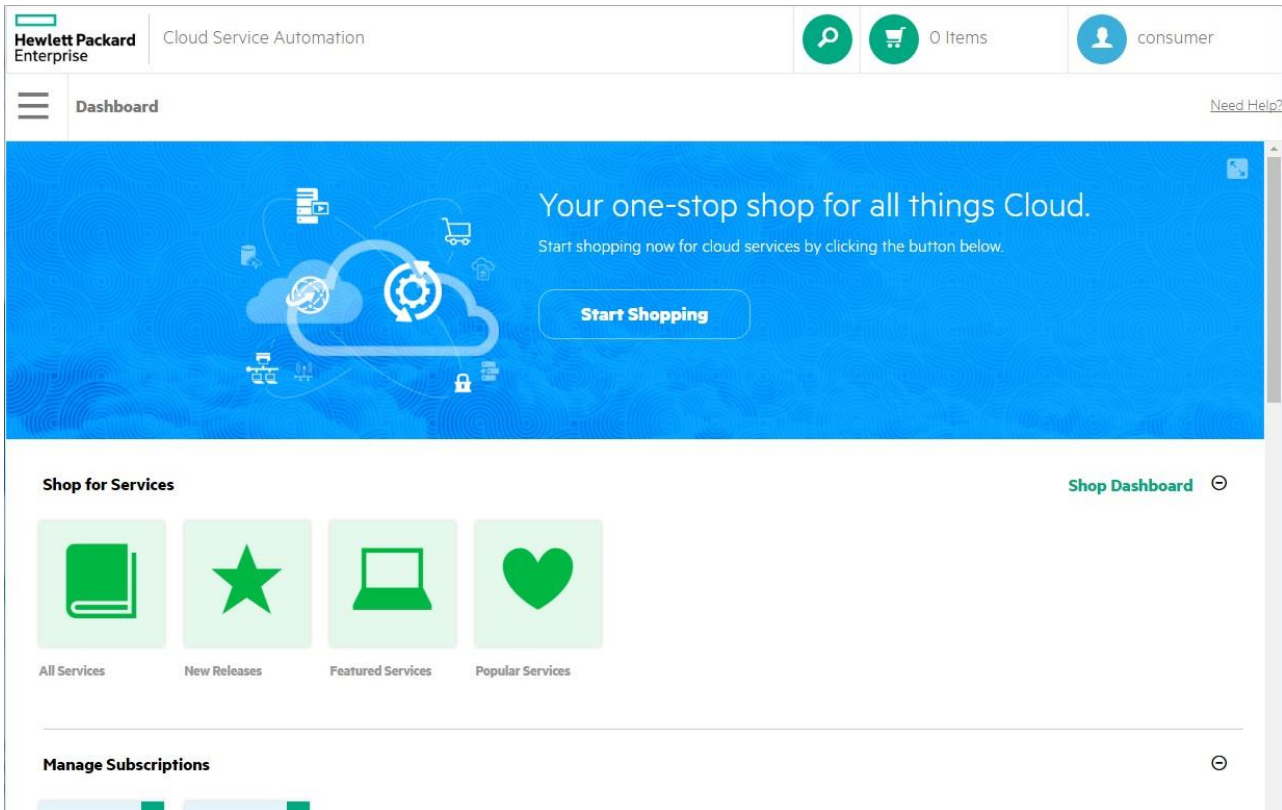 Hewlett Packard
Enterprise
Cloud Service Automation
0 Items
consumer
Dashboard
Need Help?
Your one-stop shop for all things Cloud.
Start shopping now for cloud services by clicking the button below.
Start Shopping
Shop for Services
Shop Dashboard
All Services
New Releases
Featured Services
Popular Services
Manage Subscriptions